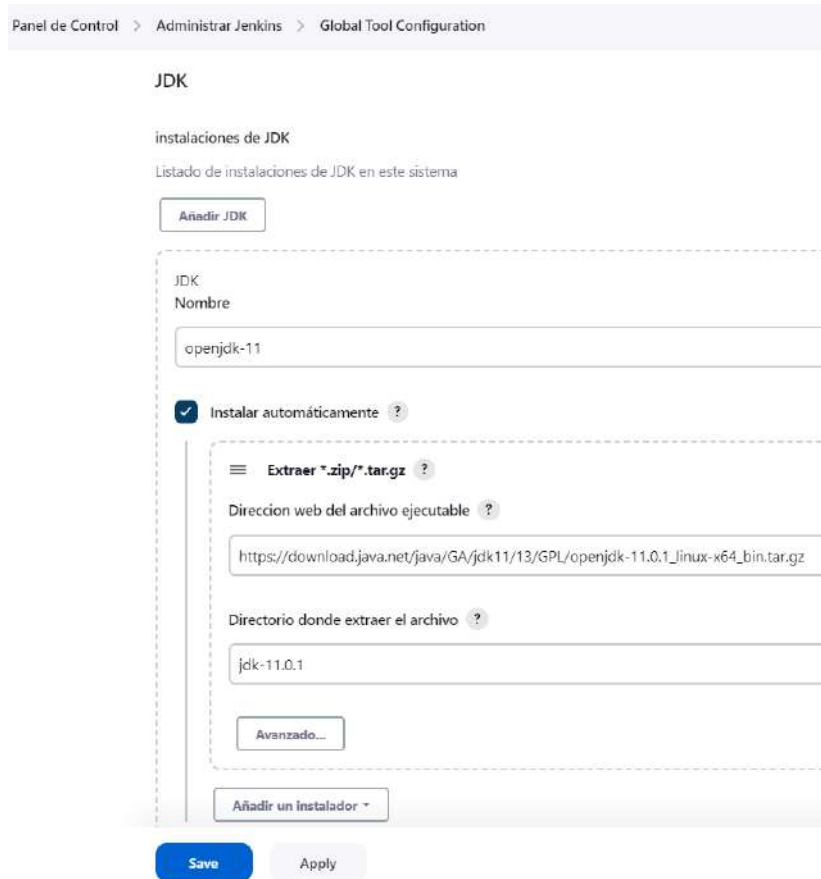 Panel de Control > Administrar Jenkins > Global Tool Configuration
JDK
instalaciones de JDK
Listado de instalaciones de JDK en este sistema
Añadir JDK
JDK
Nombre
openjdk-11
Instalar automáticamente ?
Extraer *.zip/*.tar.gz ?
Direccion web del archivo ejecutable ?
https://download.java.net/java/GA/jdk11/13/GPL/openjdk-11.0.1_linux-x64_bin.tar.gz
Directorio donde extraer el archivo ?
jdk-11.0.1
Avanzado...
Añadir un instalador
Save Apply